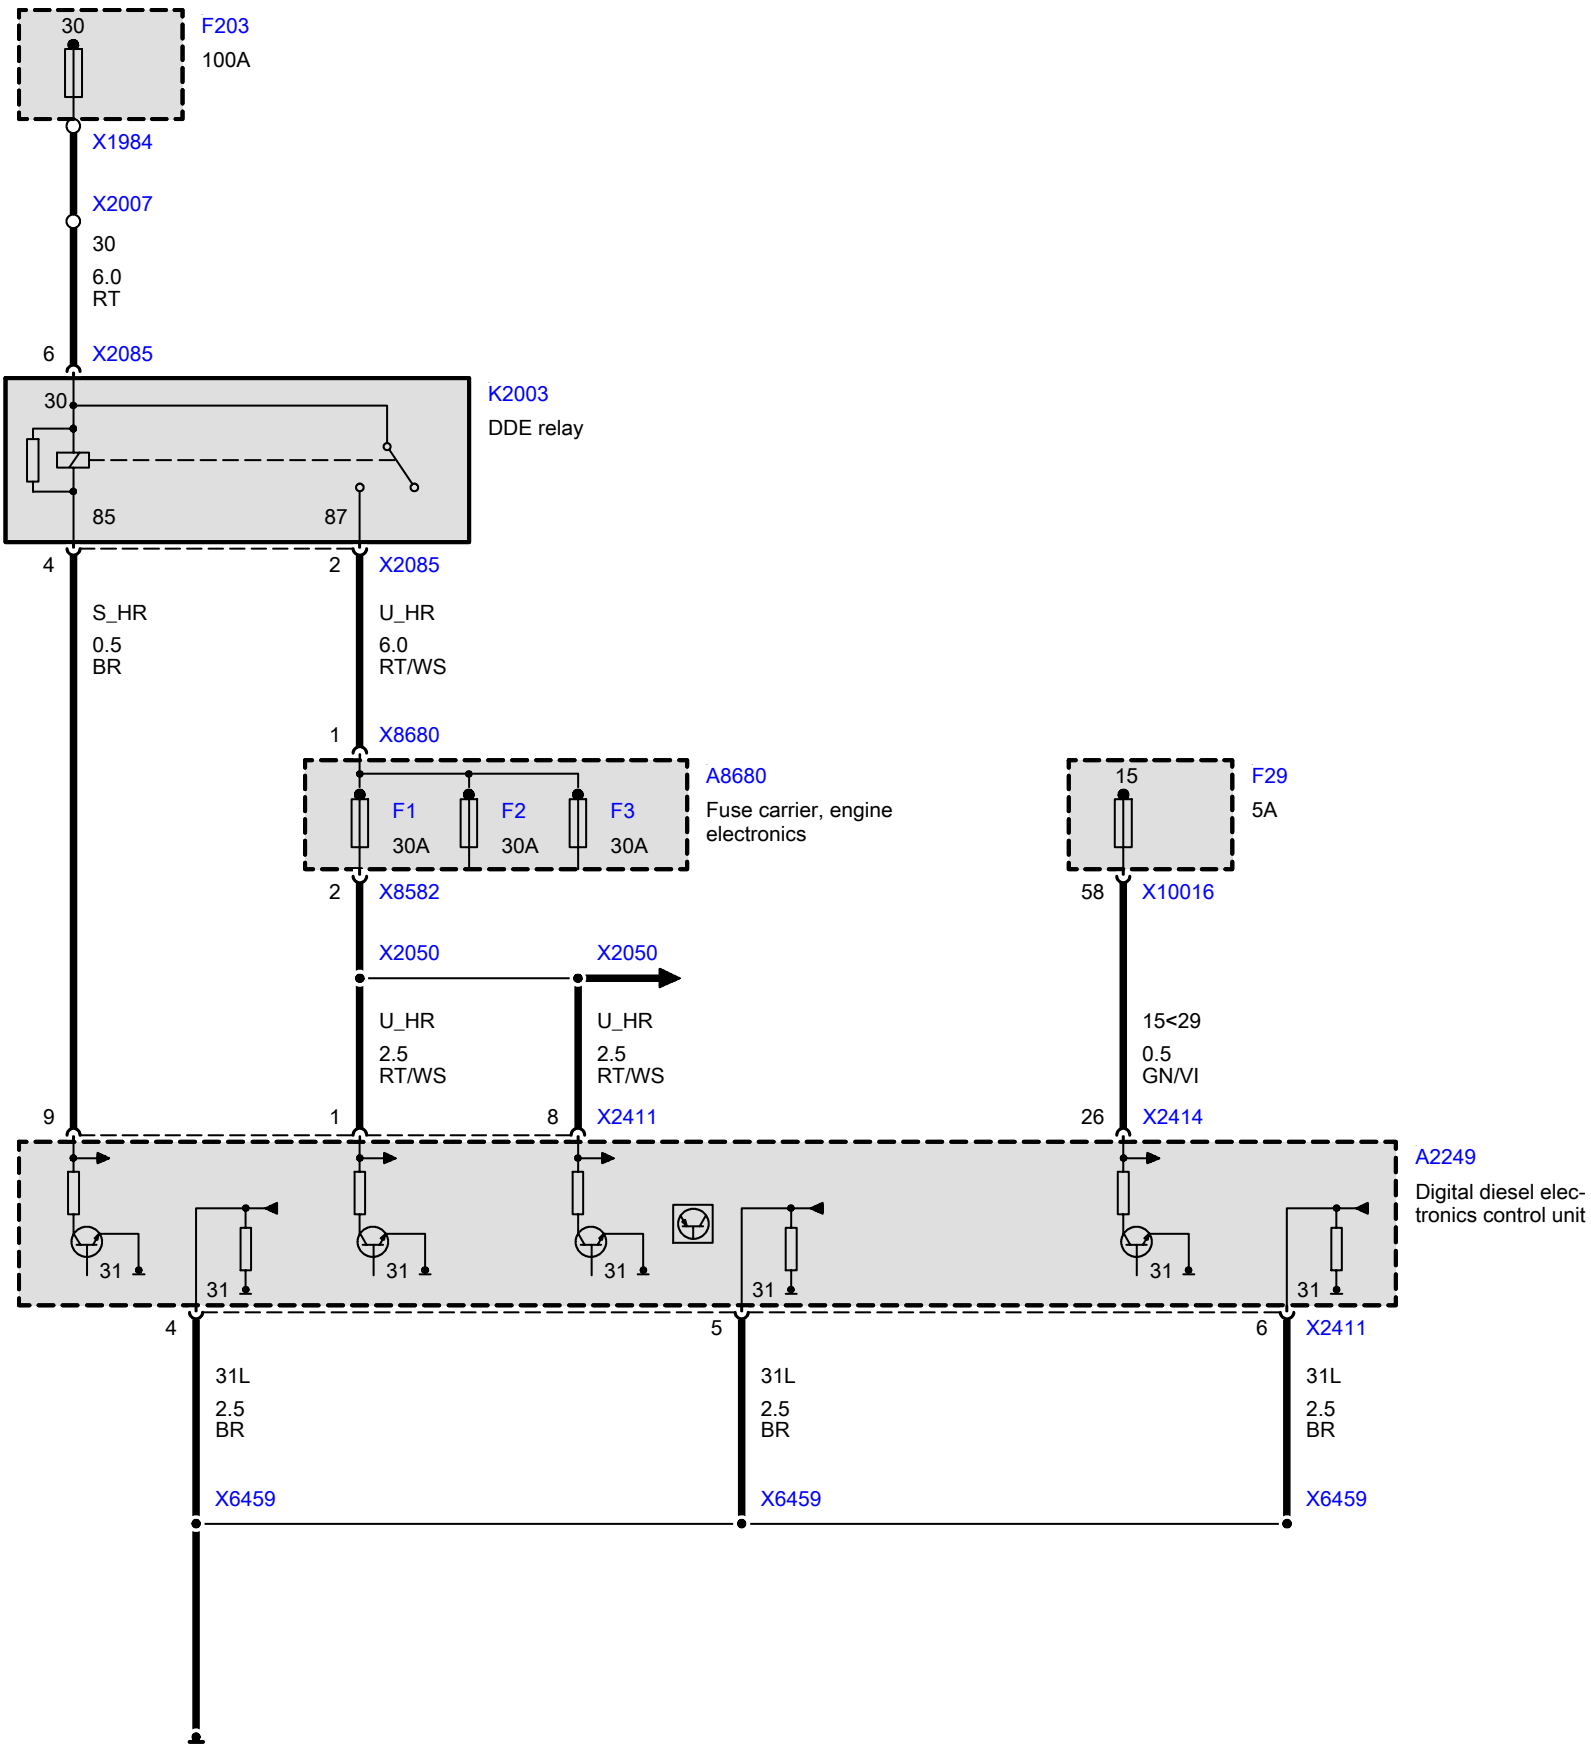 30
F203
100A
X1984
X2007
30
6.0
RT
6
X2085
30
K2003
DDE relay
85
87
4
2
X2085
S_HR
0.5
BR
U_HR
6.0
RT/WS
1
X8680
F1
30A
F2
30A
F3
30A
A8680
Fuse carrier, engine
electronics
15
F29
5A
2
X8582
58
X10016
X2050
X2050
U_HR
2.5
RT/WS
U_HR
2.5
RT/WS
15<29
0.5
GN/VI
9
1
8
X2411
26
X2414
A2249
Digital diesel elec-
tronics control unit
31
31
31
31
31
31
31
4
5
6
X2411
31L
2.5
BR
31L
2.5
BR
31L
2.5
BR
X6459
X6459
X6459